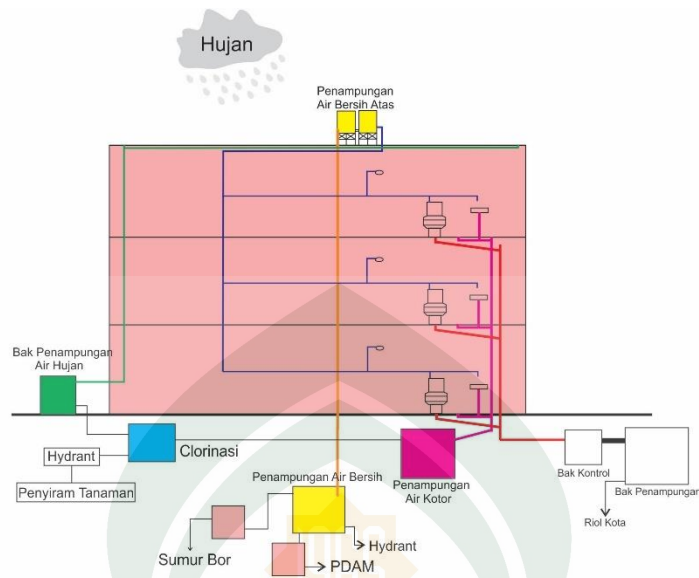 Hujan
Penampungan
Air Bersih Atas
Bak Penampungan
Air Hujan
Clorinasi
Hydrant
Penyiram Tanaman
Penampungan Air Bersih
Penampungan
Air Kotor
Bak Kontrol
Bak Penampungan
Riol Kota
Sumur Bor
Hydrant
PDAM